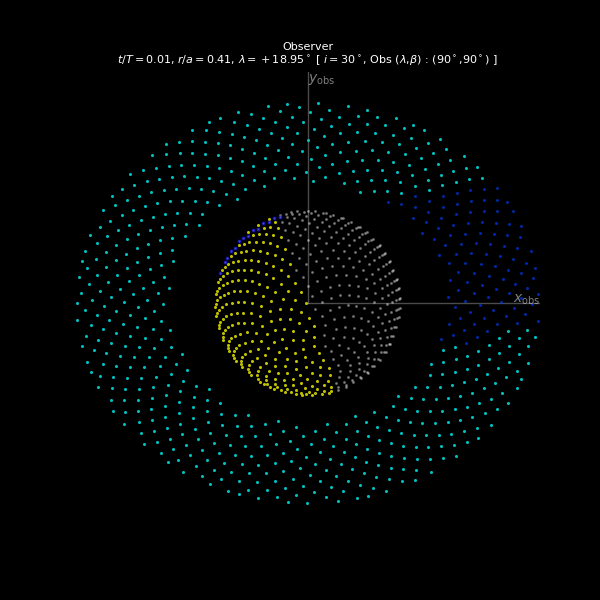 Observer
t/T = 0.01, r/a = 0.41, λ = +18.95° [ i = 30°, Obs (λ,β) : (90°,90°) ]
y_obs
x_obs